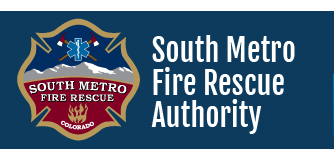 SOUTH METRO
FIRE RESCUE
COLORADO
South Metro
Fire Rescue
Authority